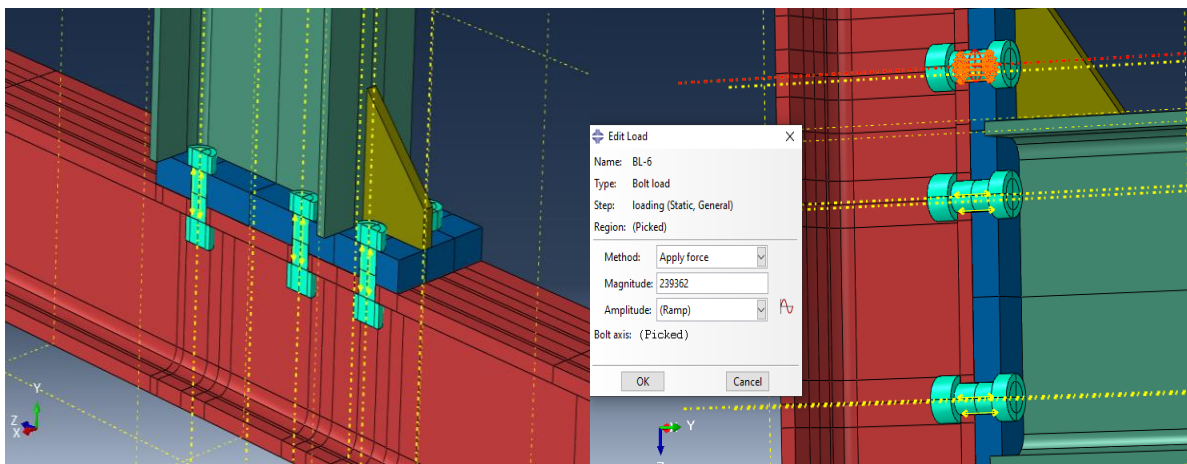 Edit Load
Name: BL-6
Type: Bolt load
Step: loading (Static, General)
Region: (Picked)
Method: Apply force
Magnitude: 239362
Amplitude: (Ramp)
Bolt axis: (Picked)
OK Cancel
Y
Z
X
Y